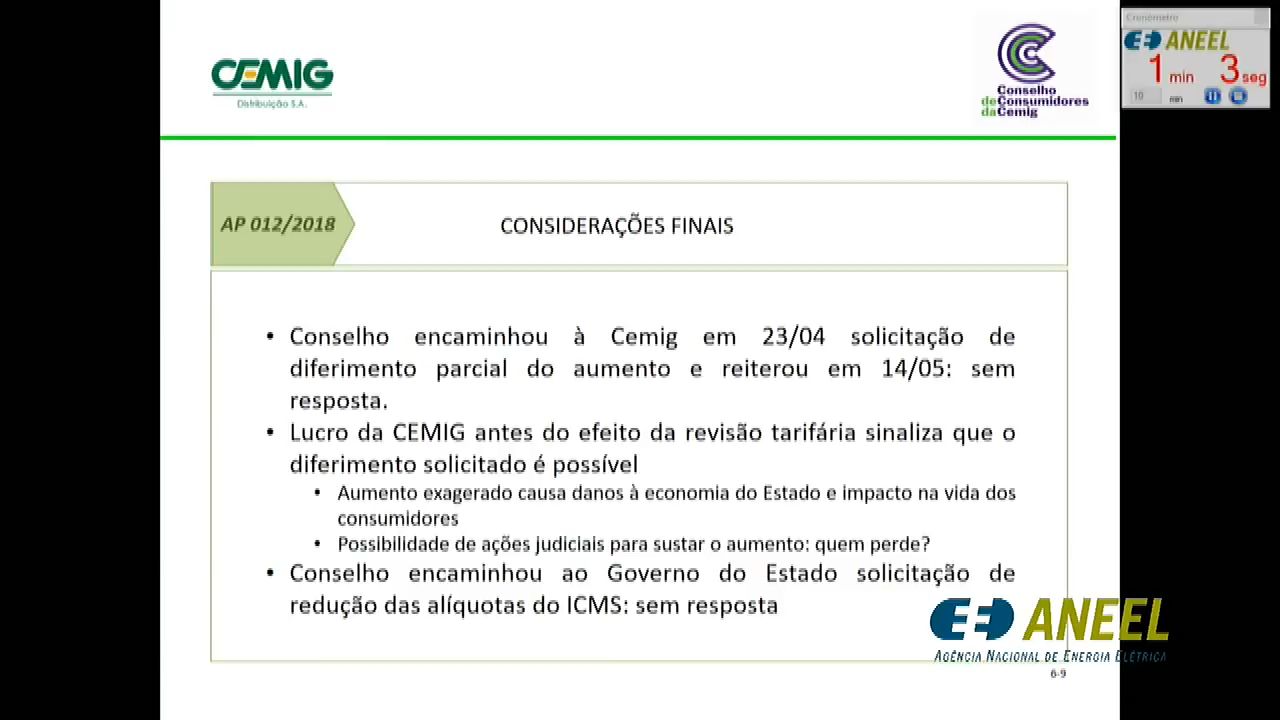 Cronômetro
ANEEL
1 min 3 seg
10 min
CEMIG
Distribuição S.A.
Conselho
de Consumidores
da Cemig
AP 012/2018
CONSIDERAÇÕES FINAIS
• Conselho encaminhou à Cemig em 23/04 solicitação de
diferimento parcial do aumento e reiterou em 14/05: sem
resposta.
• Lucro da CEMIG antes do efeito da revisão tarifária sinaliza que o
diferimento solicitado é possível
• Aumento exagerado causa danos à economia do Estado e impacto na vida dos
consumidores
• Possibilidade de ações judiciais para sustar o aumento: quem perde?
• Conselho encaminhou ao Governo do Estado solicitação de
redução das alíquotas do ICMS: sem resposta
ANEEL
AGÊNCIA NACIONAL DE ENERGIA ELÉTRICA
6-9